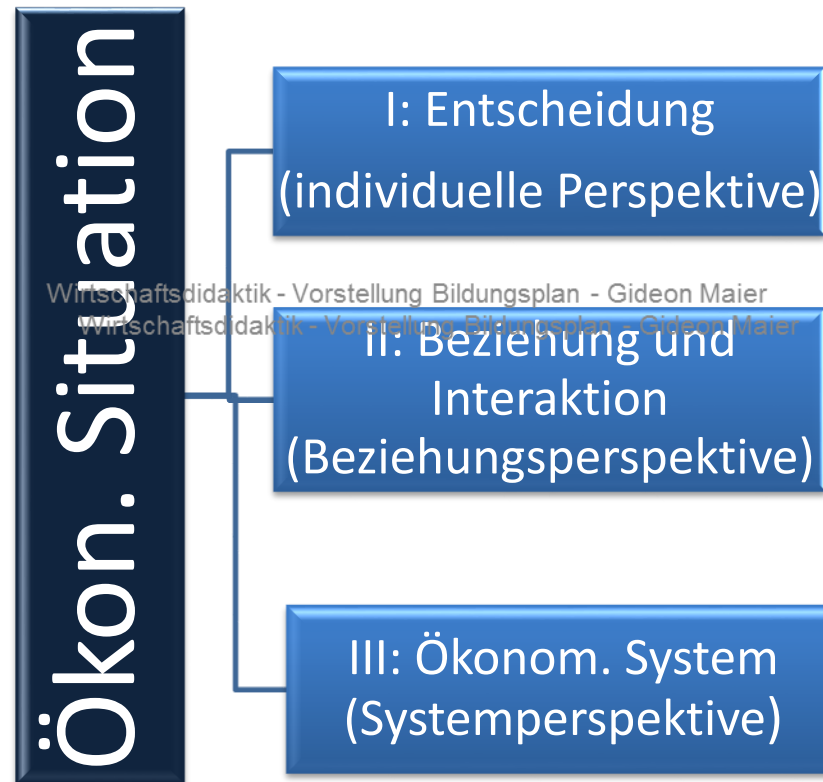 Ökon. Situation
I: Entscheidung
(individuelle Perspektive)
Wirtschaftsdidaktik - Vorstellung Bildungsplan - Gideon Maier
Wirtschaftsdidaktik - Vorstellung Bildungsplan - Gideon Maier
II: Beziehung und
Interaktion
(Beziehungsperspektive)
III: Ökonom. System
(Systemperspektive)